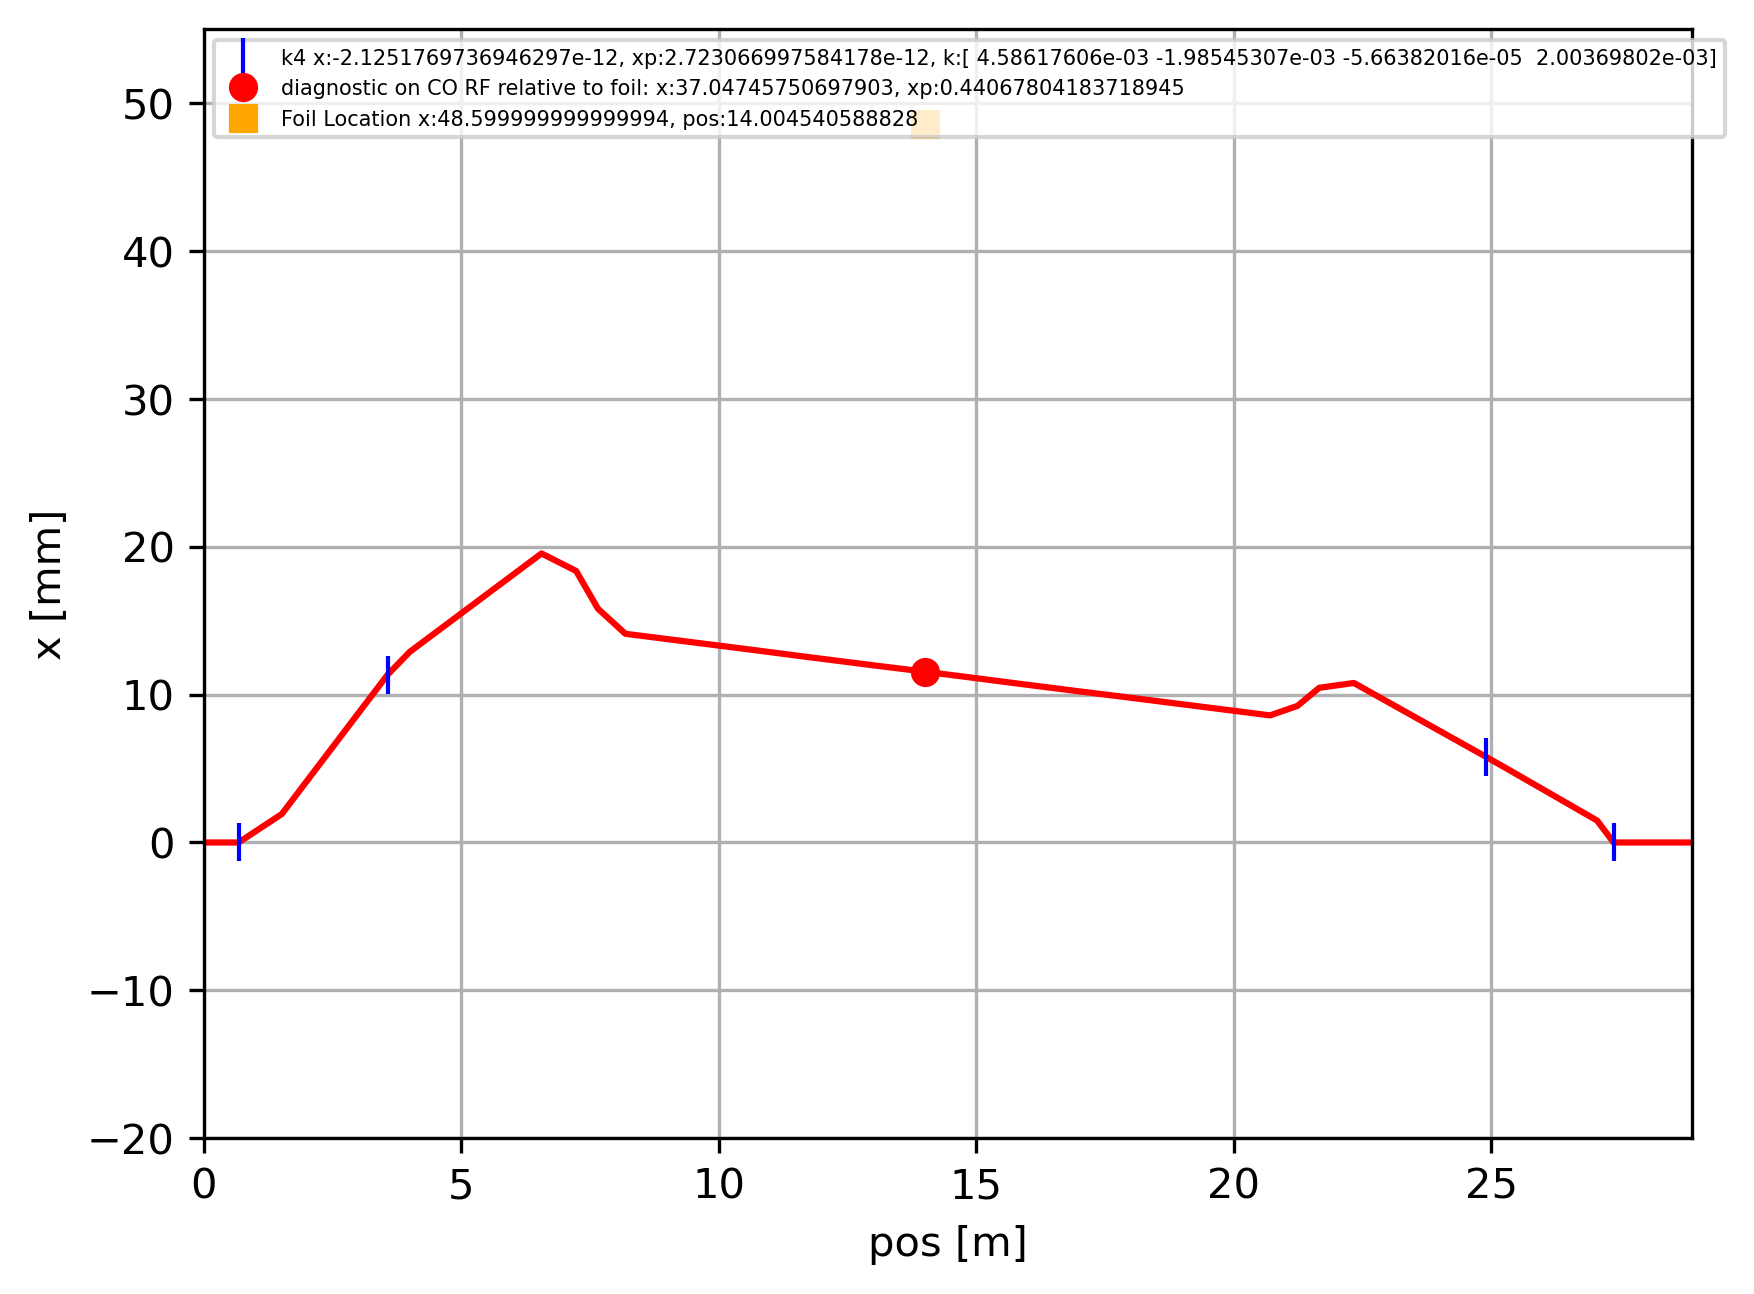 k4 x:-2.1251769736946297e-12, xp:2.723066997584178e-12, k:[ 4.58617606e-03 -1.98545307e-03 -5.66382016e-05  2.00369802e-03]
diagnostic on CO RF relative to foil: x:37.04745750697903, xp:0.44067804183718945
Foil Location x:48.599999999999994, pos:14.004540588828
50
40
30
20
10
0
−10
−20
x [mm]
0 5 10 15 20 25
pos [m]